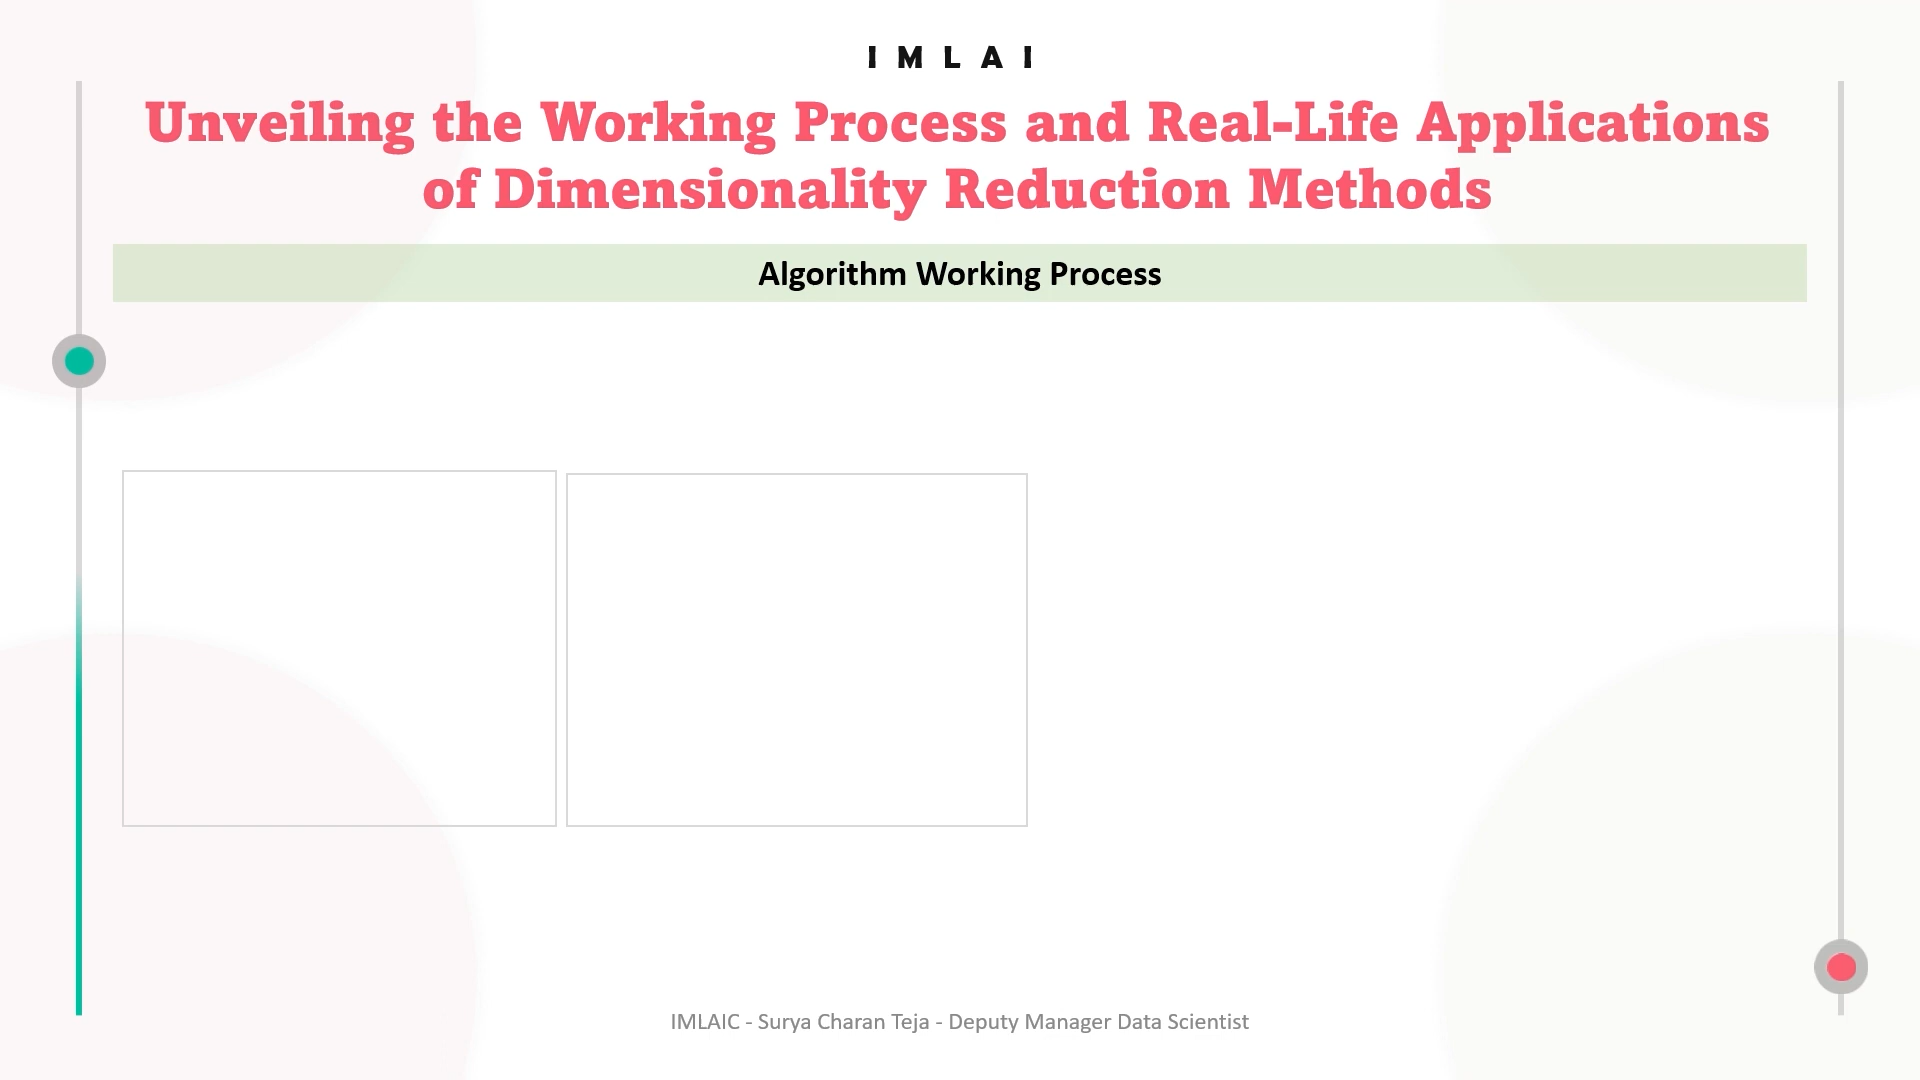 IMLAI
Unveiling the Working Process and Real-Life Applications
of Dimensionality Reduction Methods
Algorithm Working Process
IMLAIC - Surya Charan Teja - Deputy Manager Data Scientist